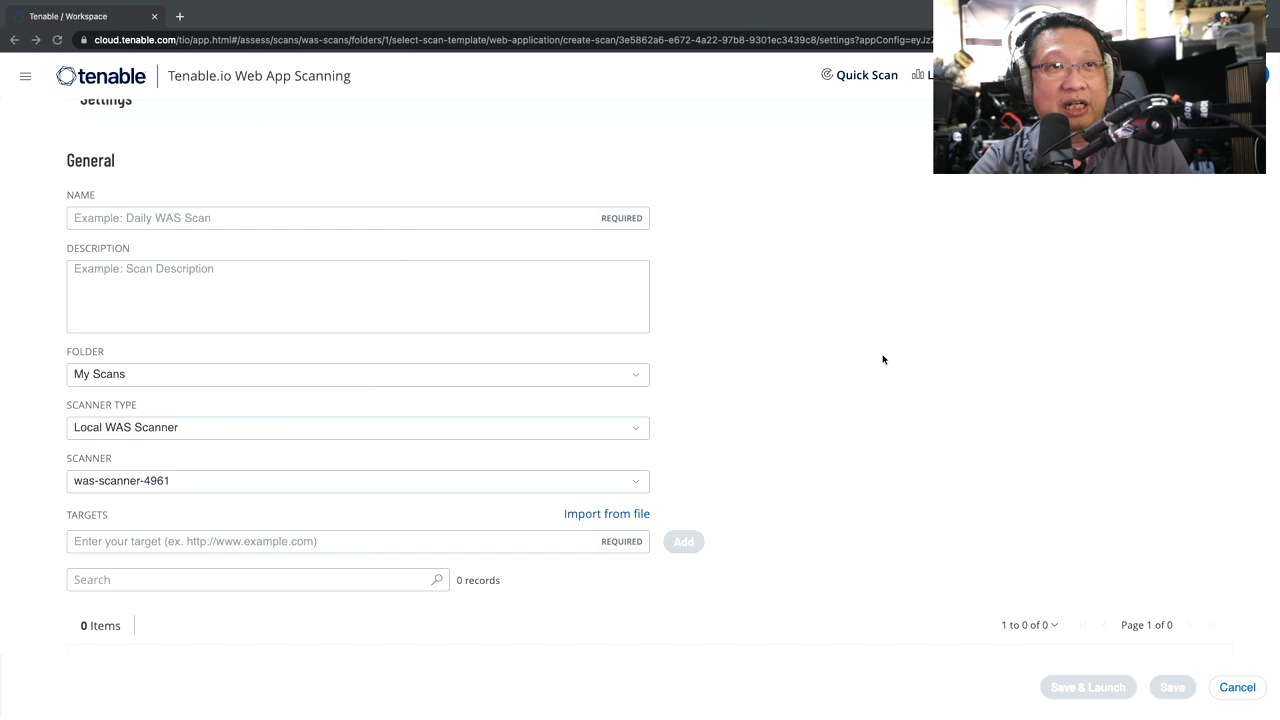 Tenable / Workspace
cloud.tenable.com/tio/app.html#/assess/scans/was-scans/folders/1/select-scan-template/web-application/create-scan/3e5862a6-e672-4a22-97b8-9301ec3439c8/settings?appConfig=eyJzZ
tenable
Tenable.io Web App Scanning
Quick Scan
Settings
General
NAME
Example: Daily WAS Scan
REQUIRED
DESCRIPTION
Example: Scan Description
FOLDER
My Scans
SCANNER TYPE
Local WAS Scanner
SCANNER
was-scanner-4961
TARGETS
Import from file
Enter your target (ex. http://www.example.com)
REQUIRED
Add
Search
0 records
0 Items
1 to 0 of 0
Page 1 of 0
Save & Launch
Save
Cancel